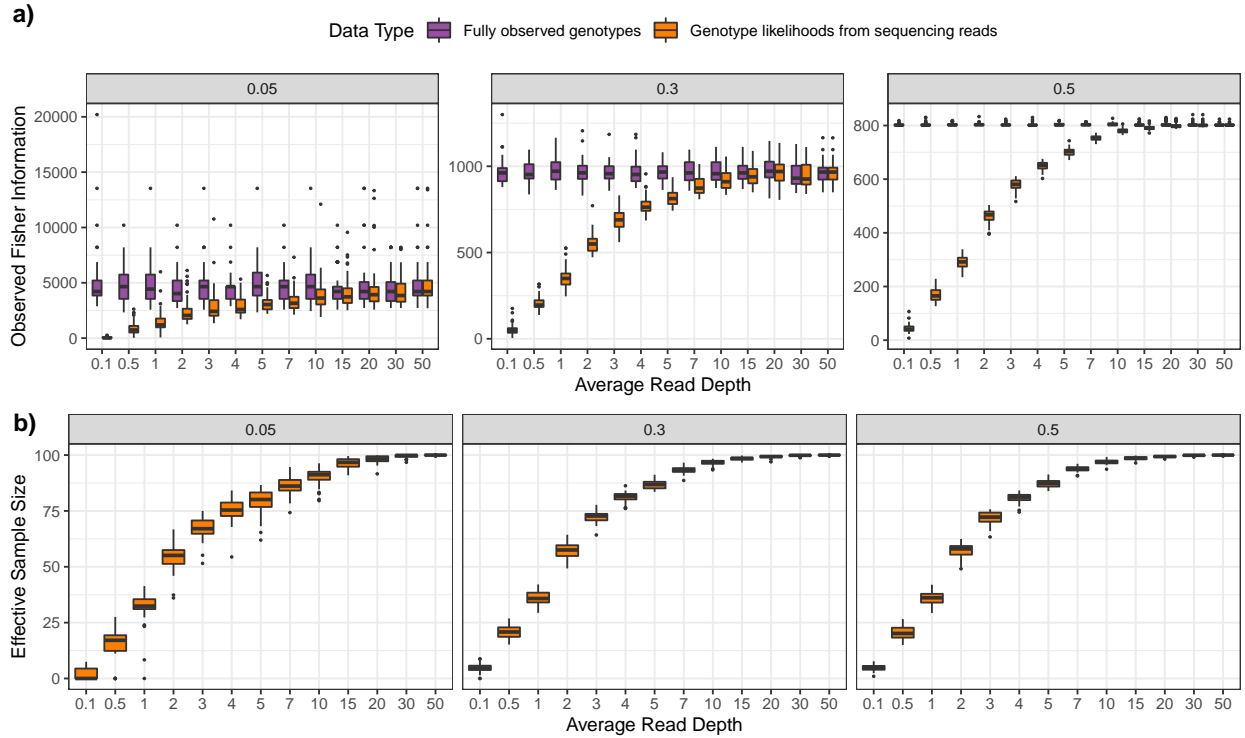 a)
Data Type Fully observed genotypes Genotype likelihoods from sequencing reads
0.05 0.3 0.5
Observed Fisher Information
20000
15000
10000
5000
0
1000
500
0
800
600
400
200
0
0.1 0.5 1 2 3 4 5 7 10 15 20 30 50
0.1 0.5 1 2 3 4 5 7 10 15 20 30 50
0.1 0.5 1 2 3 4 5 7 10 15 20 30 50
Average Read Depth
b)
0.05 0.3 0.5
Effective Sample Size
100
75
50
25
0
0.1 0.5 1 2 3 4 5 7 10 15 20 30 50
0.1 0.5 1 2 3 4 5 7 10 15 20 30 50
0.1 0.5 1 2 3 4 5 7 10 15 20 30 50
Average Read Depth